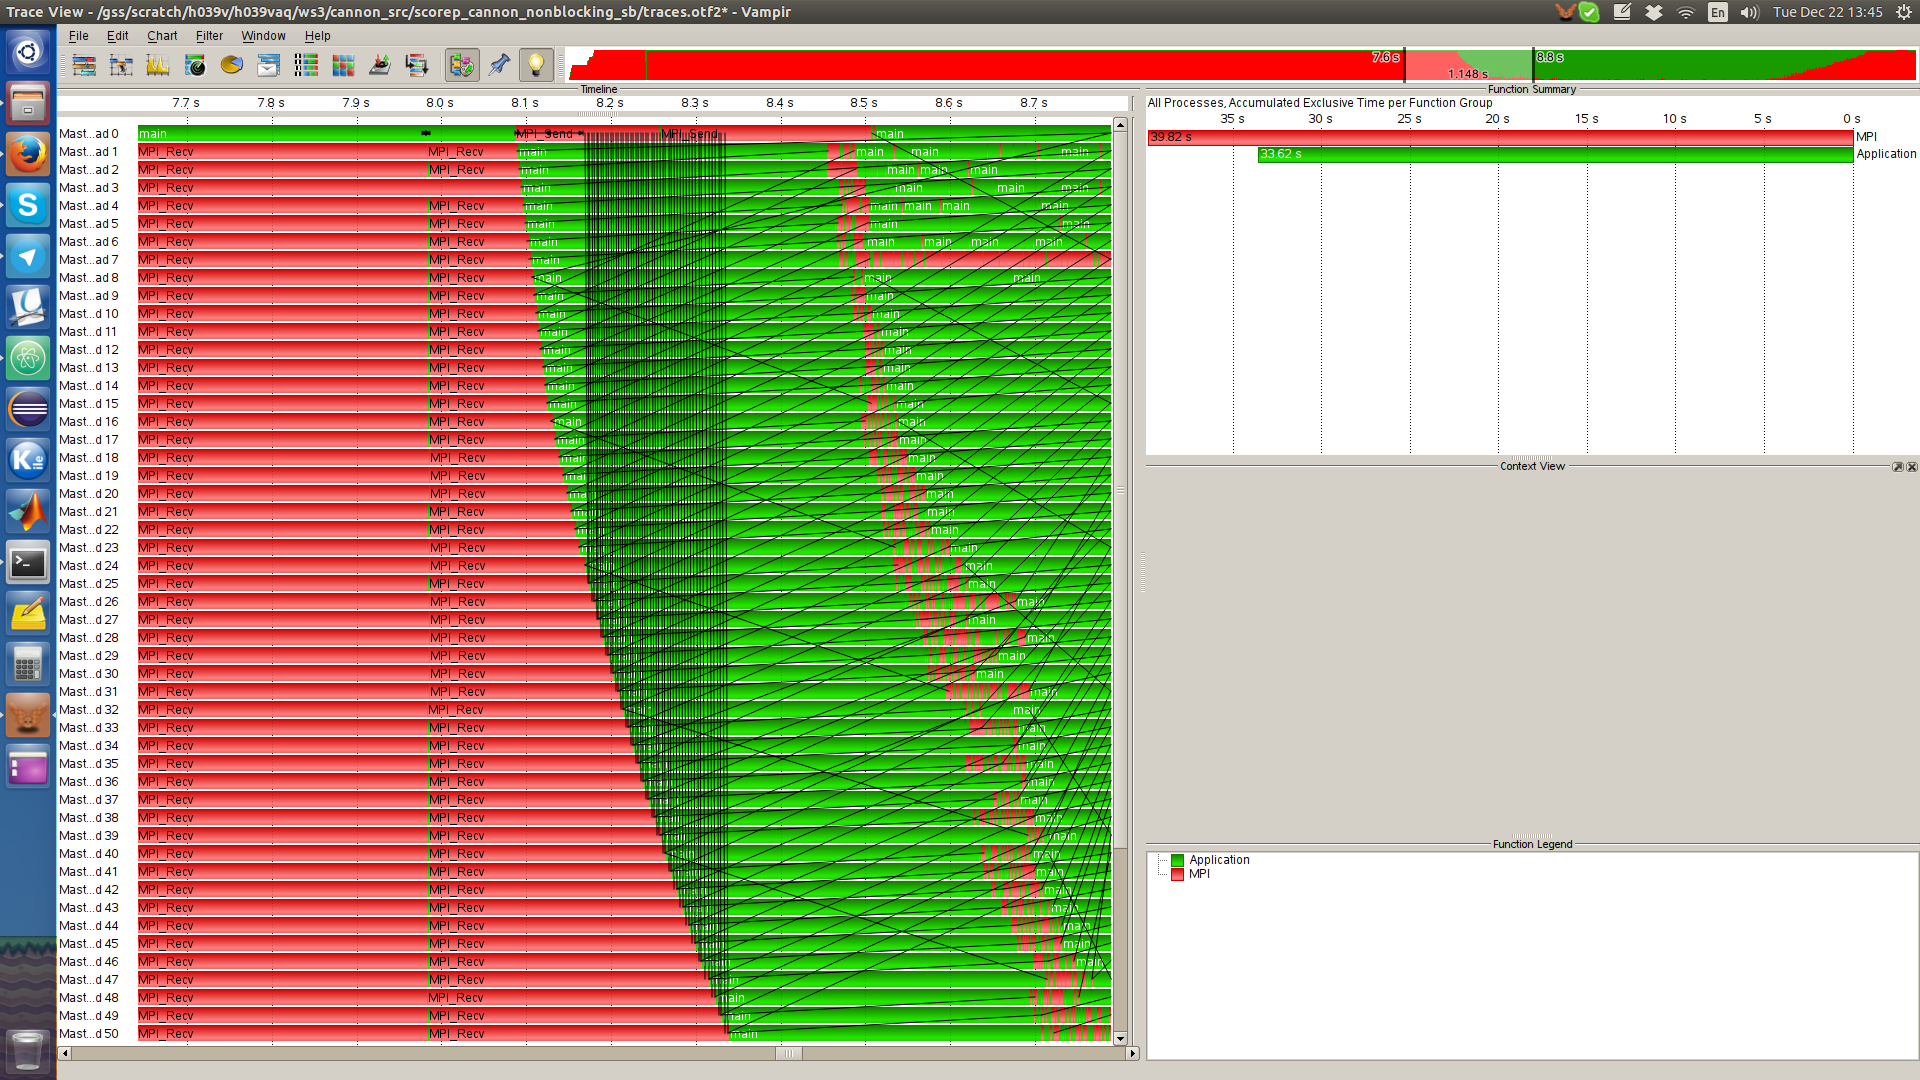 Trace View - /gss/scratch/h039v/h039vaq/ws3/cannon_src/scorep_cannon_nonblocking_sb/traces.otf2* - Vampir
En
Tue Dec 22 13:45
File Edit Chart Filter Window Help
7.6 s 1.148 s 8.8 s
Timeline
7.7 s 7.8 s 7.9 s 8.0 s 8.1 s 8.2 s 8.3 s 8.4 s 8.5 s 8.6 s 8.7 s
Mast...ad 0 main MPI_Send MPI_Send main
Mast...ad 1 MPI_Recv MPI_Recv main main main main
Mast...ad 2 MPI_Recv MPI_Recv main main main main
Mast...ad 3 MPI_Recv main main main main
Mast...ad 4 MPI_Recv MPI_Recv main main main main main
Mast...ad 5 MPI_Recv MPI_Recv main main
Mast...ad 6 MPI_Recv MPI_Recv main main main main main
Mast...ad 7 MPI_Recv MPI_Recv main
Mast...ad 8 MPI_Recv MPI_Recv main main main
Mast...ad 9 MPI_Recv MPI_Recv main main
Mast...d 10 MPI_Recv MPI_Recv main main
Mast...d 11 MPI_Recv MPI_Recv main main
Mast...d 12 MPI_Recv MPI_Recv main main
Mast...d 13 MPI_Recv MPI_Recv main main
Mast...d 14 MPI_Recv MPI_Recv main main
Mast...d 15 MPI_Recv MPI_Recv main main
Mast...d 16 MPI_Recv MPI_Recv main main
Mast...d 17 MPI_Recv MPI_Recv main main
Mast...d 18 MPI_Recv MPI_Recv main main
Mast...d 19 MPI_Recv MPI_Recv main main
Mast...d 20 MPI_Recv MPI_Recv main main
Mast...d 21 MPI_Recv MPI_Recv main
Mast...d 22 MPI_Recv MPI_Recv main
Mast...d 23 MPI_Recv MPI_Recv main
Mast...d 24 MPI_Recv MPI_Recv main main
Mast...d 25 MPI_Recv MPI_Recv main
Mast...d 26 MPI_Recv MPI_Recv main
Mast...d 27 MPI_Recv MPI_Recv main
Mast...d 28 MPI_Recv MPI_Recv main
Mast...d 29 MPI_Recv MPI_Recv main
Mast...d 30 MPI_Recv MPI_Recv main
Mast...d 31 MPI_Recv MPI_Recv main
Mast...d 32 MPI_Recv MPI_Recv main
Mast...d 33 MPI_Recv MPI_Recv main
Mast...d 34 MPI_Recv MPI_Recv main
Mast...d 35 MPI_Recv MPI_Recv main
Mast...d 36 MPI_Recv MPI_Recv main
Mast...d 37 MPI_Recv MPI_Recv main
Mast...d 38 MPI_Recv MPI_Recv main
Mast...d 39 MPI_Recv MPI_Recv main
Mast...d 40 MPI_Recv MPI_Recv main
Mast...d 41 MPI_Recv MPI_Recv main
Mast...d 42 MPI_Recv MPI_Recv main
Mast...d 43 MPI_Recv MPI_Recv main
Mast...d 44 MPI_Recv MPI_Recv main
Mast...d 45 MPI_Recv MPI_Recv main main
Mast...d 46 MPI_Recv MPI_Recv main main
Mast...d 47 MPI_Recv MPI_Recv main
Mast...d 48 MPI_Recv MPI_Recv main
Mast...d 49 MPI_Recv MPI_Recv main
Mast...d 50 MPI_Recv MPI_Recv main
Function Summary
All Processes, Accumulated Exclusive Time per Function Group
35 s 30 s 25 s 20 s 15 s 10 s 5 s 0 s
39.82 s MPI
33.62 s Application
Context View
Function Legend
Application
MPI